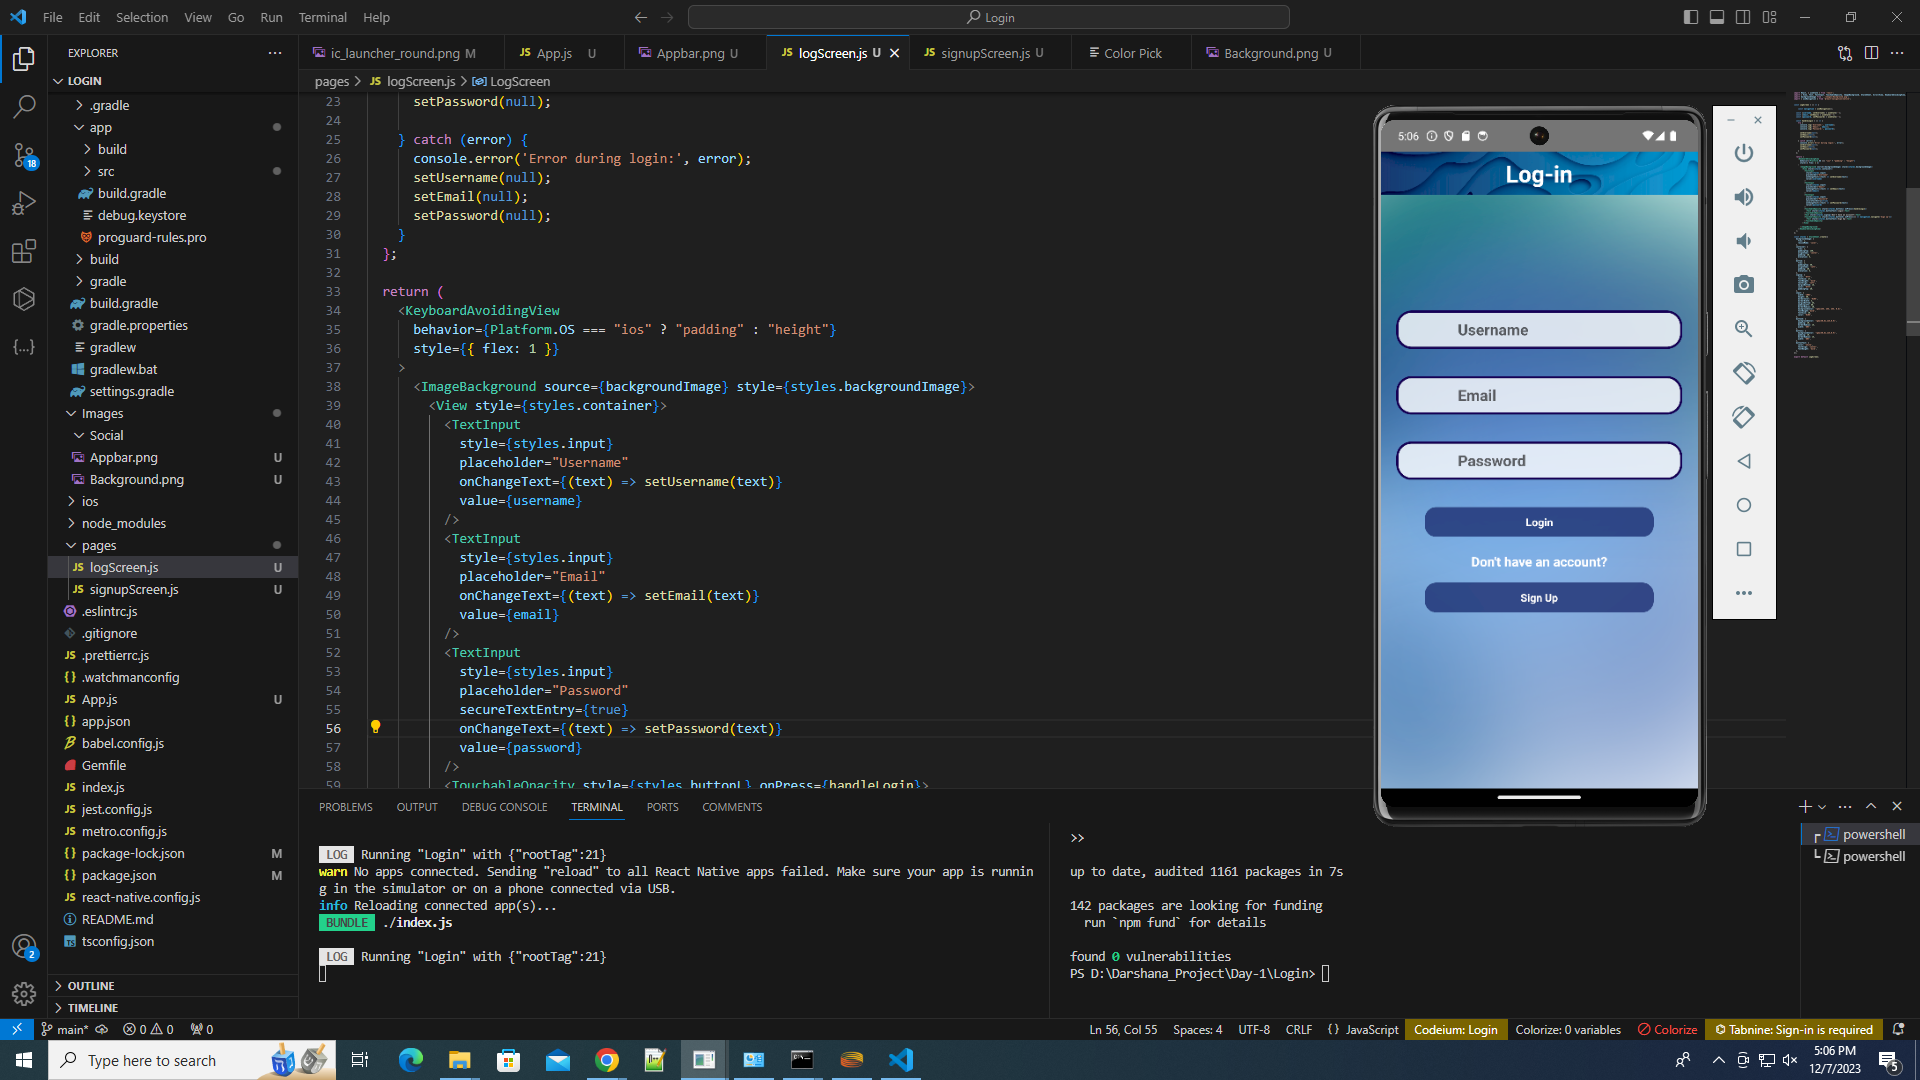 File Edit Selection View Go Run Terminal Help
Login
EXPLORER
LOGIN
.gradle
app
build
src
build.gradle
debug.keystore
proguard-rules.pro
build
gradle
build.gradle
gradle.properties
gradlew
gradlew.bat
settings.gradle
Images
Social
Appbar.png U
Background.png U
ios
node_modules
pages
logScreen.js U
signupScreen.js U
.eslintrc.js
.gitignore
.prettierrc.js
.watchmanconfig
App.js U
app.json
babel.config.js
Gemfile
index.js
jest.config.js
metro.config.js
package-lock.json M
package.json M
react-native.config.js
README.md
tsconfig.json
OUTLINE
TIMELINE
18
2
ic_launcher_round.png M
JS App.js U
Appbar.png U
JS logScreen.js U
JS signupScreen.js U
Color Pick
Background.png U
pages > JS logScreen.js > LogScreen
23 setPassword(null);
24
25 } catch (error) {
26 console.error('Error during login:', error);
27 setUsername(null);
28 setEmail(null);
29 setPassword(null);
30 }
31 };
32
33 return (
34 <KeyboardAvoidingView
35 behavior={Platform.OS === "ios" ? "padding" : "height"}
36 style={{ flex: 1 }}
37 >
38 <ImageBackground source={backgroundImage} style={styles.backgroundImage}>
39 <View style={styles.container}>
40 <TextInput
41 style={styles.input}
42 placeholder="Username"
43 onChangeText={(text) => setUsername(text)}
44 value={username}
45 />
46 <TextInput
47 style={styles.input}
48 placeholder="Email"
49 onChangeText={(text) => setEmail(text)}
50 value={email}
51 />
52 <TextInput
53 style={styles.input}
54 placeholder="Password"
55 secureTextEntry={true}
56 onChangeText={(text) => setPassword(text)}
57 value={password}
58 />
59 <TouchableOpacity style={styles.buttonL} onPress={handleLogin}>
5:06
Log-in
Username
Email
Password
Login
Don't have an account?
Sign Up
PROBLEMS OUTPUT DEBUG CONSOLE TERMINAL PORTS COMMENTS
LOG Running "Login" with {"rootTag":21}
warn No apps connected. Sending "reload" to all React Native apps failed. Make sure your app is runnin
g in the simulator or on a phone connected via USB.
info Reloading connected app(s)...
BUNDLE ./index.js
LOG Running "Login" with {"rootTag":21}
>>
up to date, audited 1161 packages in 7s
142 packages are looking for funding
run `npm fund` for details
found 0 vulnerabilities
PS D:\Darshana_Project\Day-1\Login>
powershell
powershell
main* 0 0 0
Ln 56, Col 55 Spaces: 4 UTF-8 CRLF {} JavaScript Codeium: Login Colorize: 0 variables Colorize Tabnine: Sign-in is required
Type here to search
5:06 PM
12/7/2023
5